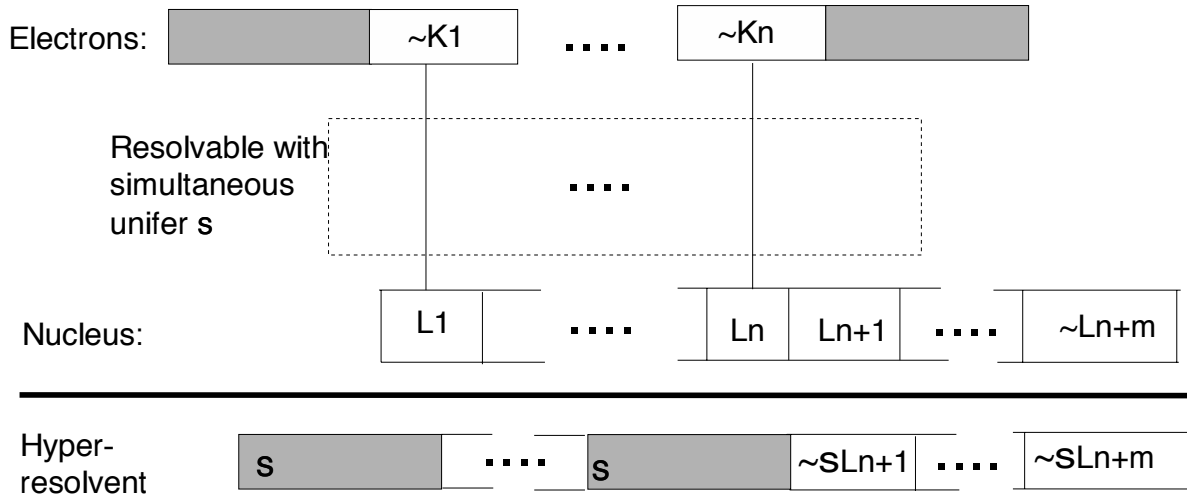 Electrons: ~K1 .... ~Kn
Resolvable with
simultaneous
unifer s
....
Nucleus: L1 .... Ln Ln+1 .... ~Ln+m
Hyper-
resolvent
s .... s ~sLn+1 .... ~sLn+m